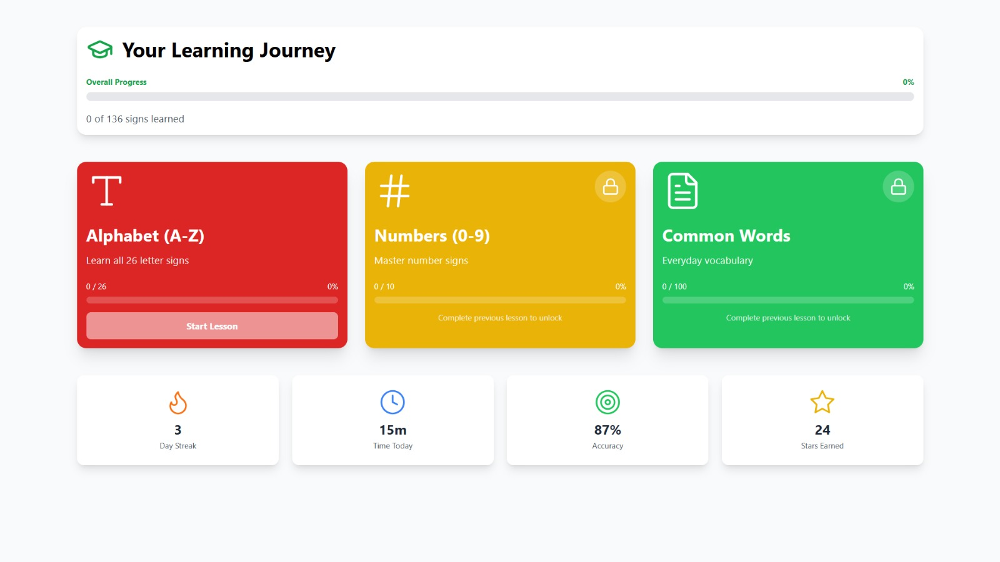 Your Learning Journey
Overall Progress 0%
0 of 136 signs learned
Alphabet (A-Z)
Learn all 26 letter signs
0 / 26 0%
Start Lesson
Numbers (0-9)
Master number signs
0 / 10 0%
Complete previous lesson to unlock
Common Words
Everyday vocabulary
0 / 100 0%
Complete previous lesson to unlock
3
Day Streak
15m
Time Today
87%
Accuracy
24
Stars Earned